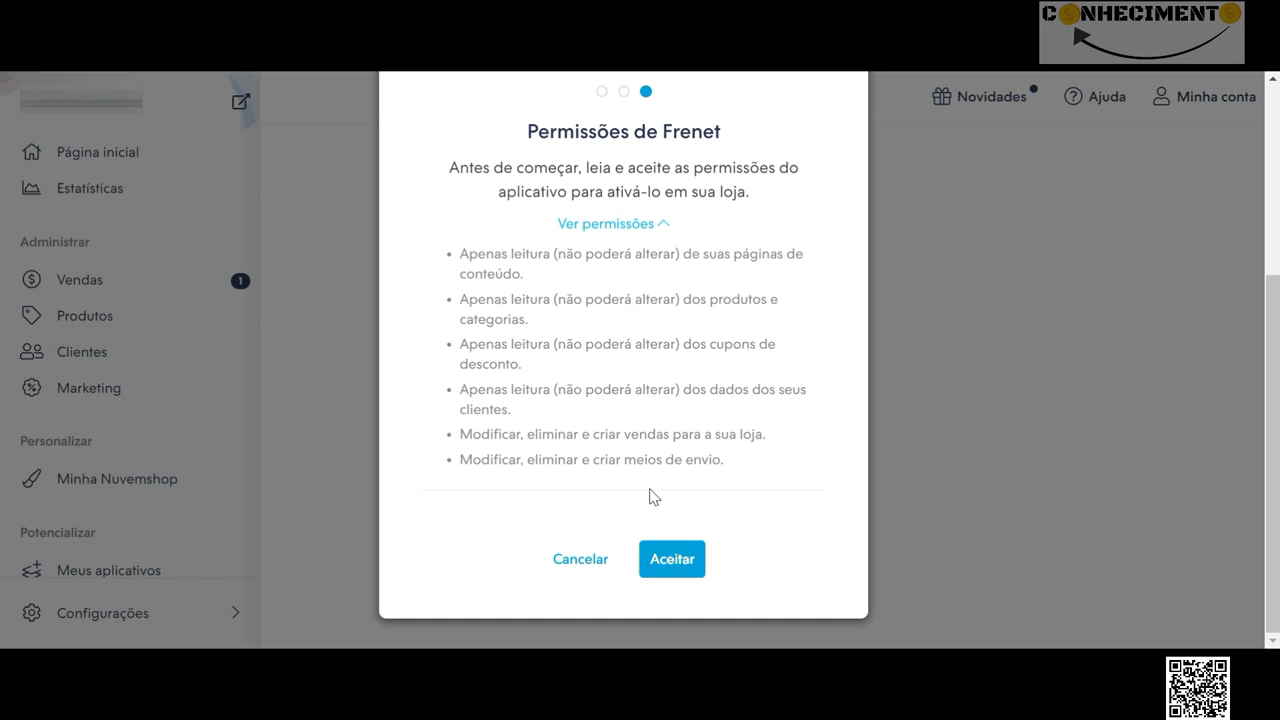 CONHECIMENTO
Novidades
Ajuda
Minha conta
Página inicial
Estatísticas
Administrar
Vendas
1
Produtos
Clientes
Marketing
Personalizar
Minha Nuvemshop
Potencializar
Meus aplicativos
Configurações
Permissões de Frenet
Antes de começar, leia e aceite as permissões do
aplicativo para ativá-lo em sua loja.
Ver permissões
• Apenas leitura (não poderá alterar) de suas páginas de
conteúdo.
• Apenas leitura (não poderá alterar) dos produtos e
categorias.
• Apenas leitura (não poderá alterar) dos cupons de
desconto.
• Apenas leitura (não poderá alterar) dos dados dos seus
clientes.
• Modificar, eliminar e criar vendas para a sua loja.
• Modificar, eliminar e criar meios de envio.
Cancelar
Aceitar